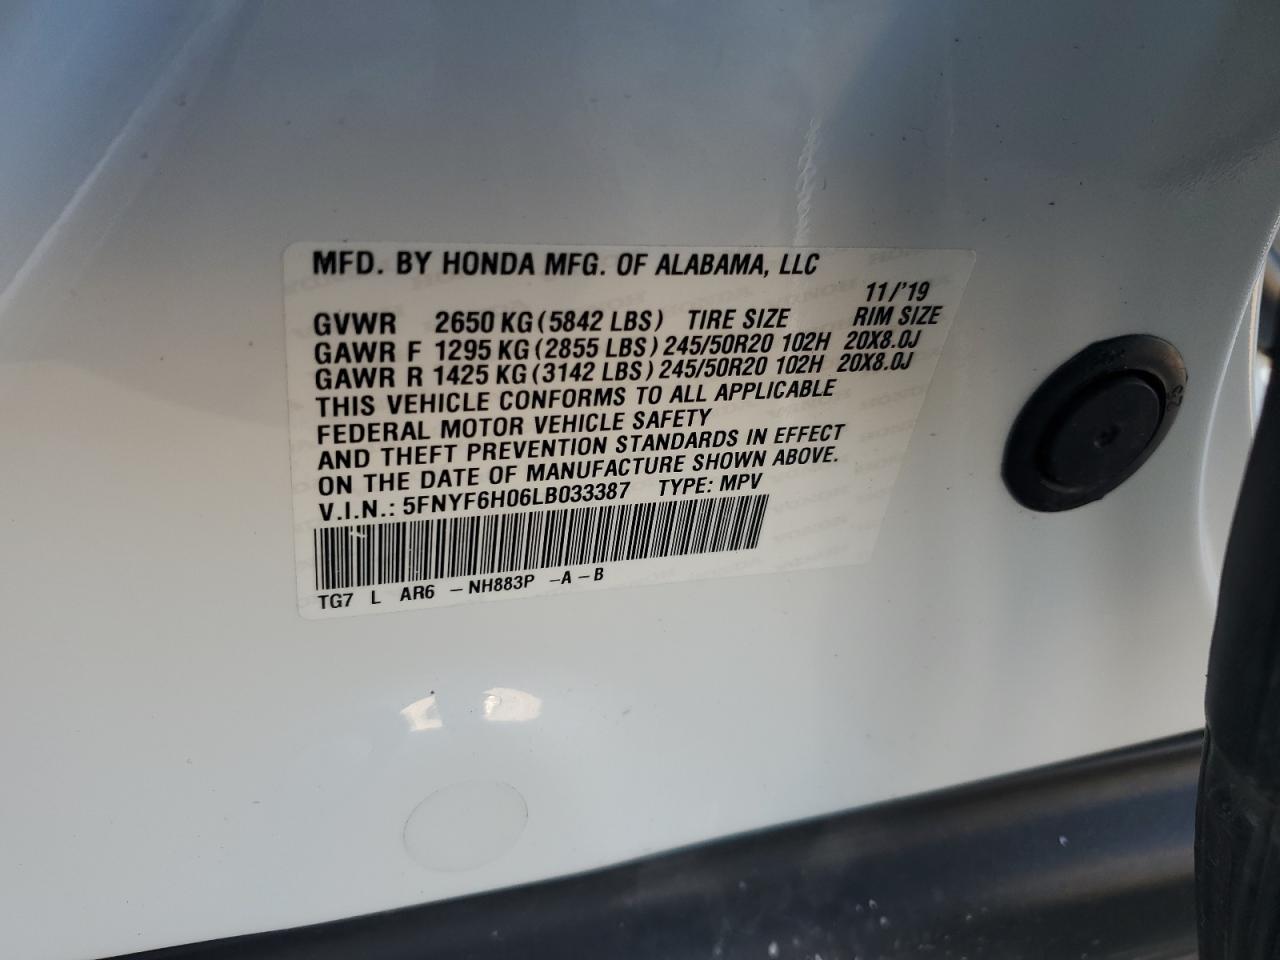 MFD. BY HONDA MFG. OF ALABAMA, LLC
11/'19
GVWR 2650 KG (5842 LBS) TIRE SIZE RIM SIZE
GAWR F 1295 KG (2855 LBS) 245/50R20 102H 20X8.0J
GAWR R 1425 KG (3142 LBS) 245/50R20 102H 20X8.0J
THIS VEHICLE CONFORMS TO ALL APPLICABLE
FEDERAL MOTOR VEHICLE SAFETY
AND THEFT PREVENTION STANDARDS IN EFFECT
ON THE DATE OF MANUFACTURE SHOWN ABOVE.
V.I.N.: 5FNYF6H06LB033387 TYPE: MPV
TG7 L AR6 -NH883P -A-B